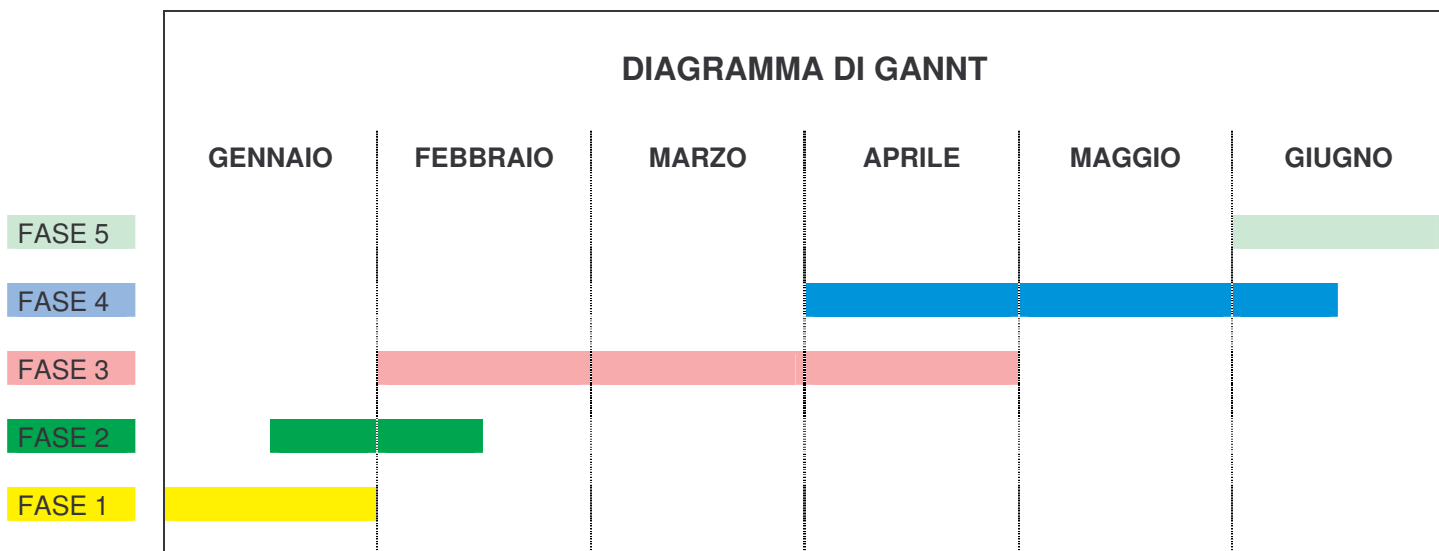 DIAGRAMMA DI GANNT
GENNAIO FEBBRAIO MARZO APRILE MAGGIO GIUGNO
FASE 5
FASE 4
FASE 3
FASE 2
FASE 1